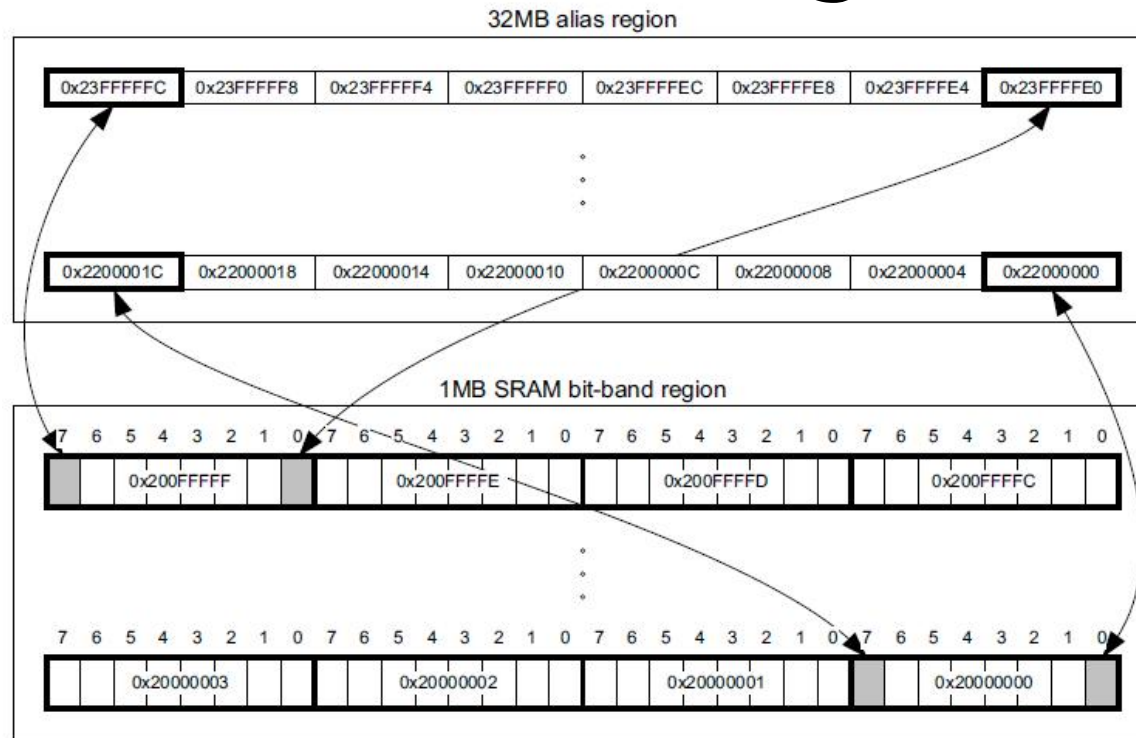 32MB alias region
0x23FFFFFC 0x23FFFFF8 0x23FFFFF4 0x23FFFFF0 0x23FFFFEC 0x23FFFFE8 0x23FFFFE4 0x23FFFFE0
0x2200001C 0x22000018 0x22000014 0x22000010 0x2200000C 0x22000008 0x22000004 0x22000000
1MB SRAM bit-band region
7 6 5 4 3 2 1 0 7 6 5 4 3 2 1 0 7 6 5 4 3 2 1 0 7 6 5 4 3 2 1 0
0x200FFFFF 0x200FFFFE 0x200FFFFD 0x200FFFFC
7 6 5 4 3 2 1 0 7 6 5 4 3 2 1 0 7 6 5 4 3 2 1 0 7 6 5 4 3 2 1 0
0x20000003 0x20000002 0x20000001 0x20000000